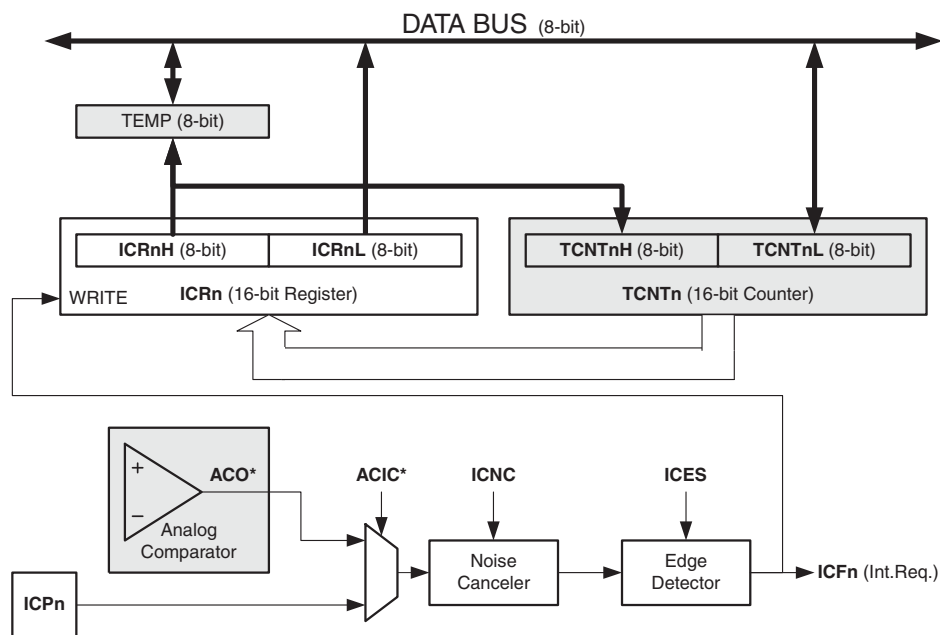 DATA BUS (8-bit)
TEMP (8-bit)
ICRnH (8-bit)
ICRnL (8-bit)
TCNTnH (8-bit)
TCNTnL (8-bit)
WRITE
ICRn (16-bit Register)
TCNTn (16-bit Counter)
+
−
ACO*
Analog
Comparator
ACIC*
ICNC
ICES
Noise
Canceler
Edge
Detector
ICFn (Int.Req.)
ICPn